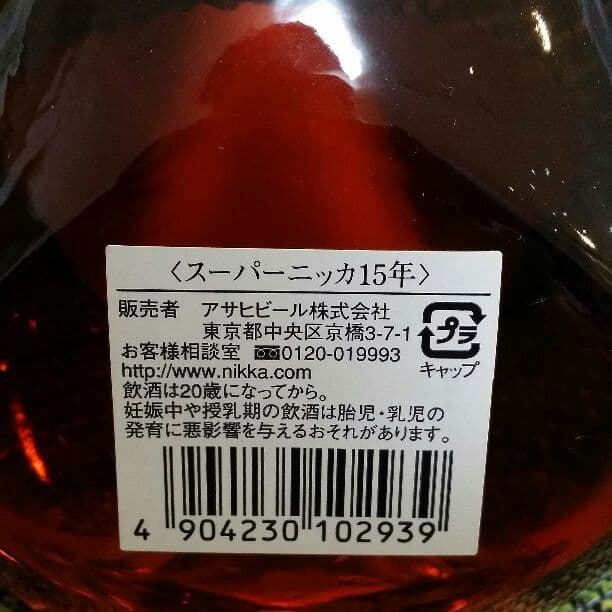 〈スーパーニッカ15年〉
販売者 アサヒビール株式会社
東京都中央区京橋3-7-1
お客様相談室 0120-019993
http://www.nikka.com
飲酒は20歳になってから。
妊娠中や授乳期の飲酒は胎児・乳児の
発育に悪影響を与えるおそれがあります。
プラ
キャップ
4 904230 102939